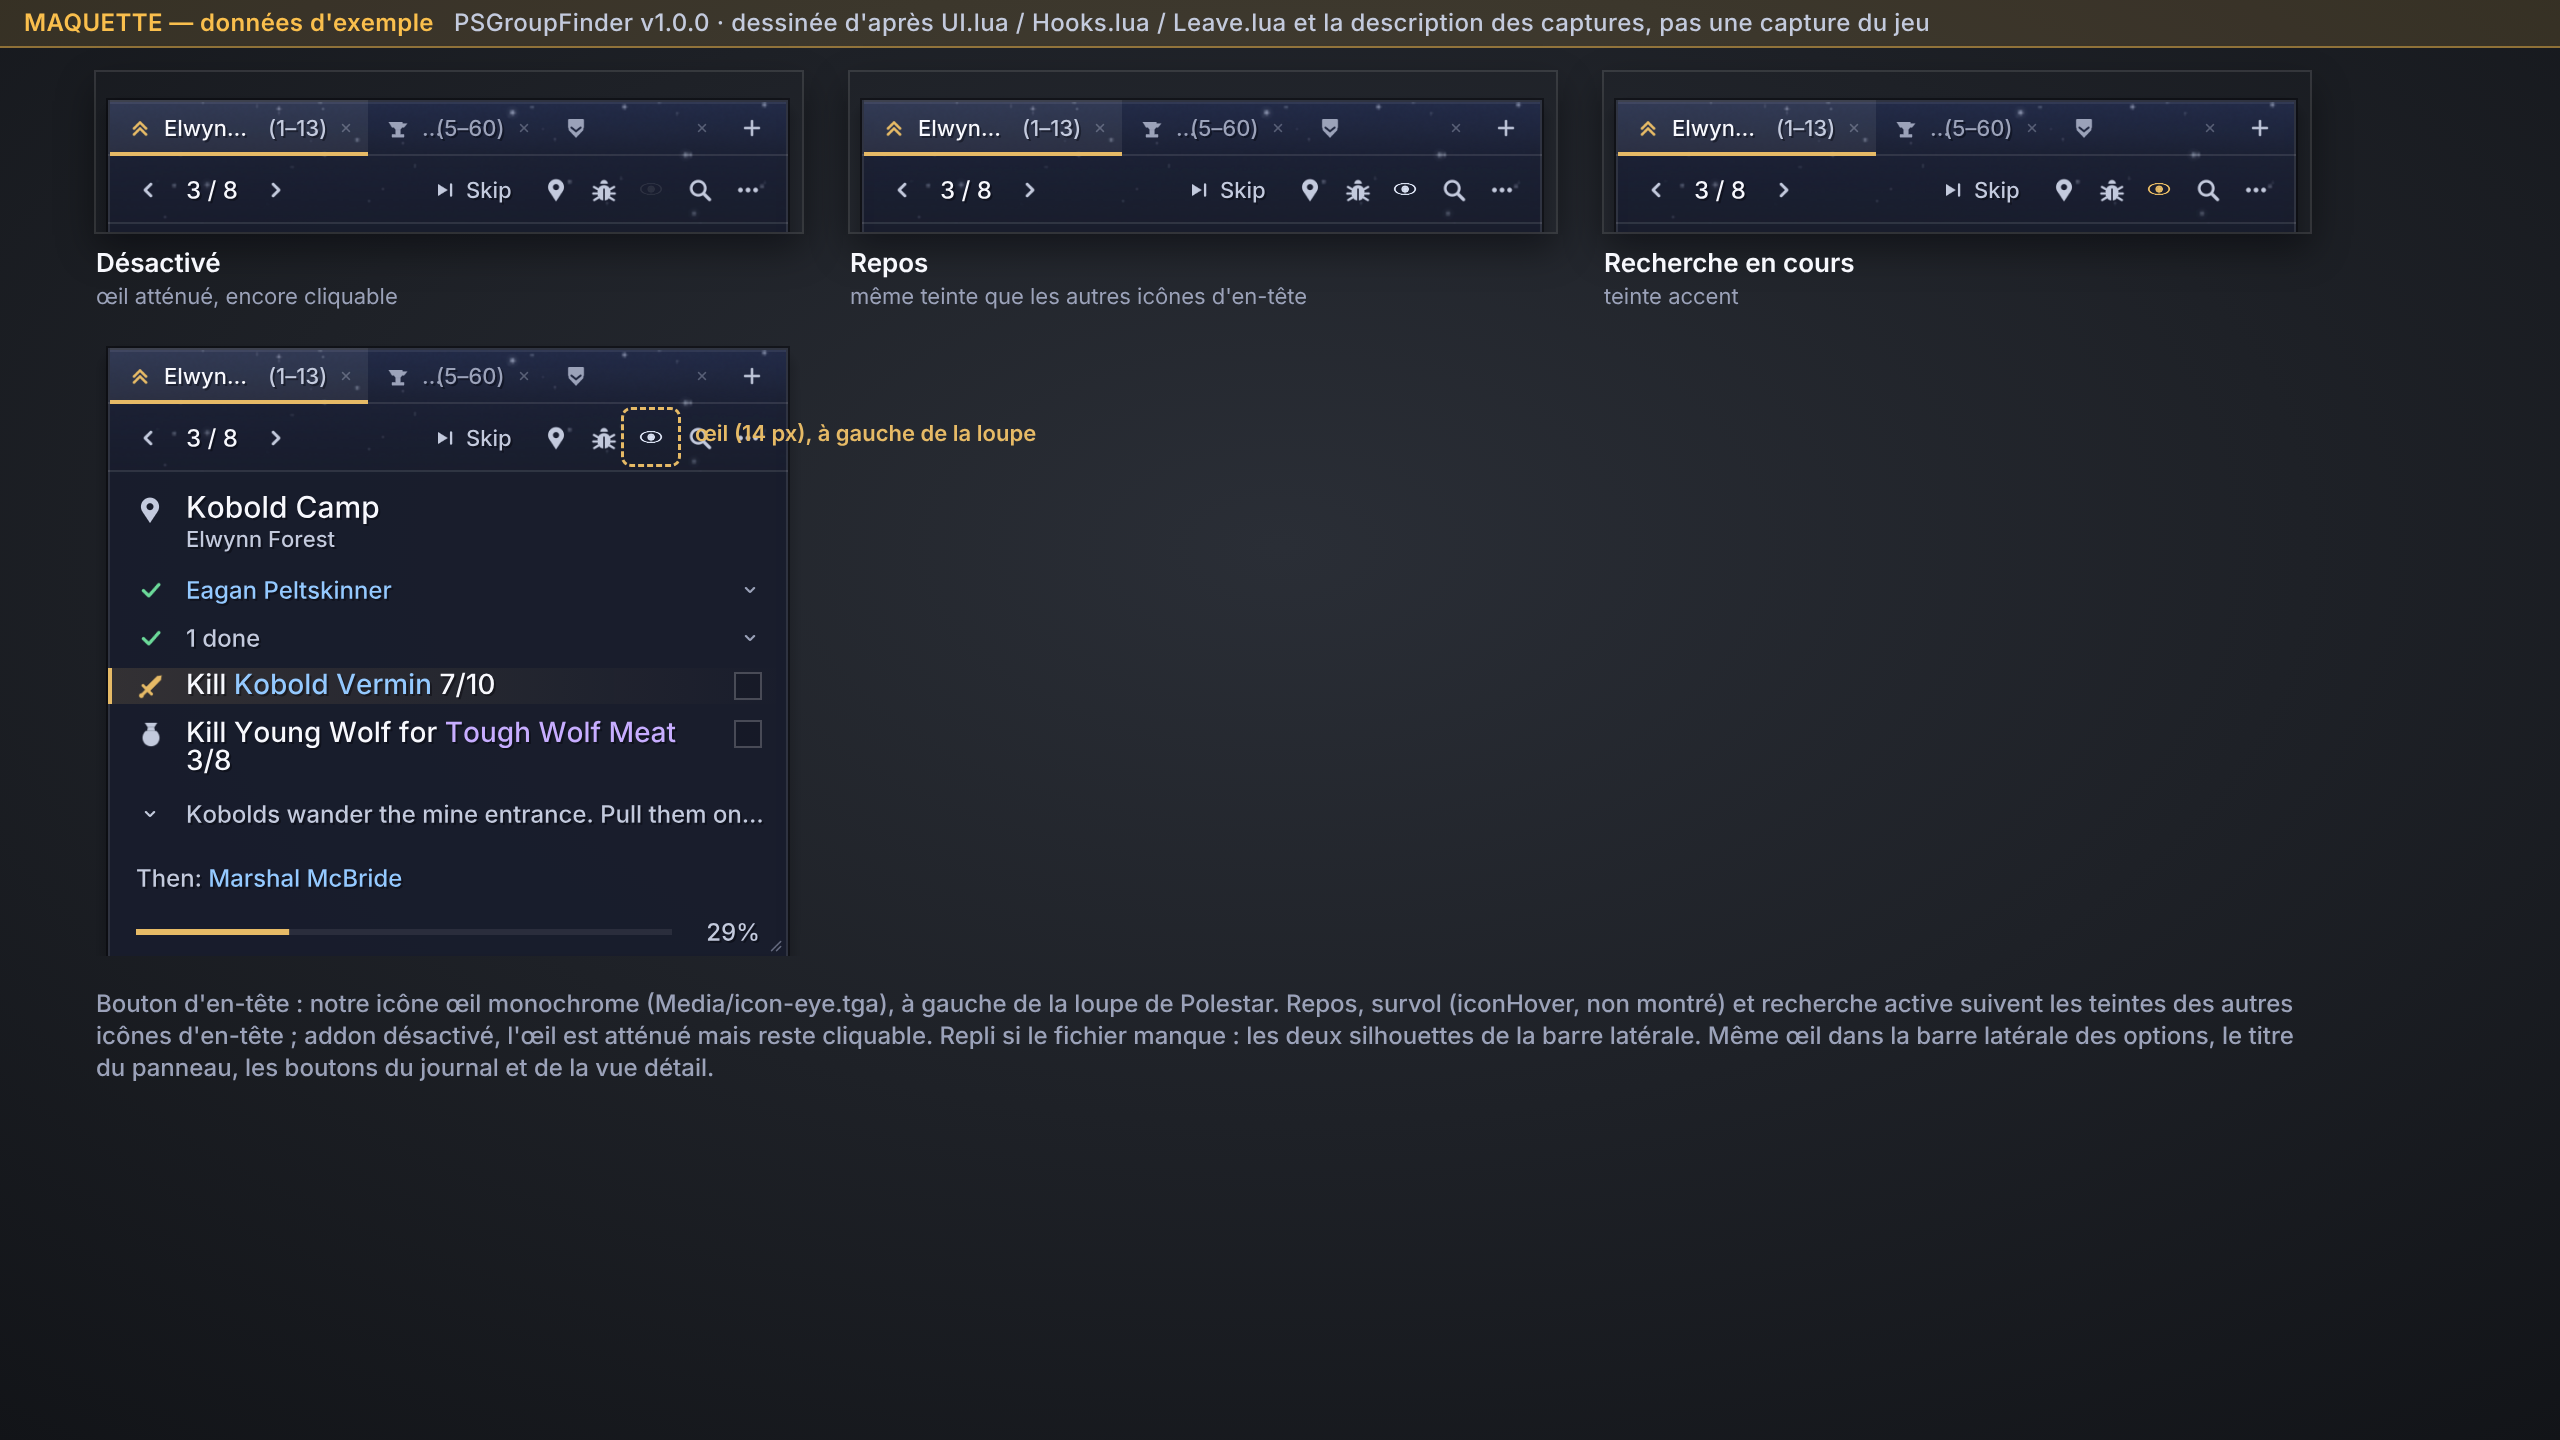 MAQUETTE — données d'exemple PSGroupFinder v1.0.0 · dessinée d'après UI.lua / Hooks.lua / Leave.lua et la description des captures, pas une capture du jeu
Elwyn... (1–13) × ...(5–60) × × +
3 / 8 Skip
Désactivé
œil atténué, encore cliquable
Elwyn... (1–13) × ...(5–60) × × +
3 / 8 Skip
Repos
même teinte que les autres icônes d'en-tête
Elwyn... (1–13) × ...(5–60) × × +
3 / 8 Skip
Recherche en cours
teinte accent
Elwyn... (1–13) × ...(5–60) × × +
3 / 8 Skip
œil (14 px), à gauche de la loupe
Kobold Camp
Elwynn Forest
Eagan Peltskinner
1 done
Kill Kobold Vermin 7/10
Kill Young Wolf for Tough Wolf Meat
3/8
Kobolds wander the mine entrance. Pull them on...
Then: Marshal McBride
29%
Bouton d'en-tête : notre icône œil monochrome (Media/icon-eye.tga), à gauche de la loupe de Polestar. Repos, survol (iconHover, non montré) et recherche active suivent les teintes des autres
icônes d'en-tête ; addon désactivé, l'œil est atténué mais reste cliquable. Repli si le fichier manque : les deux silhouettes de la barre latérale. Même œil dans la barre latérale des options, le titre
du panneau, les boutons du journal et de la vue détail.